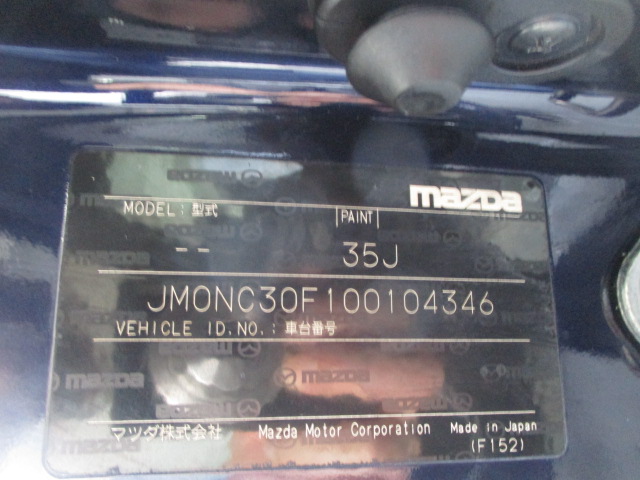 mazda
MODEL : 型式
PAINT
-- 35J
JM0NC30F100104346
VEHICLE ID.NO. : 車台番号
mazda
マツダ株式会社 Mazda Motor Corporation Made in Japan
(F152)